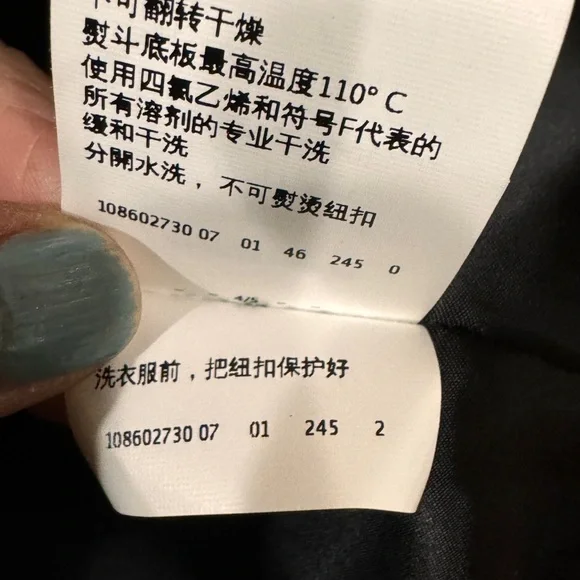 不可翻转干燥
熨斗底板最高温度110° C
使用四氯乙烯和符号F代表的
所有溶剂的专业干洗
缓和干洗
分開水洗，不可熨烫纽扣
108602730 07 01 46 245 0
4/5
洗衣服前，把纽扣保护好
108602730 07 01 245 2